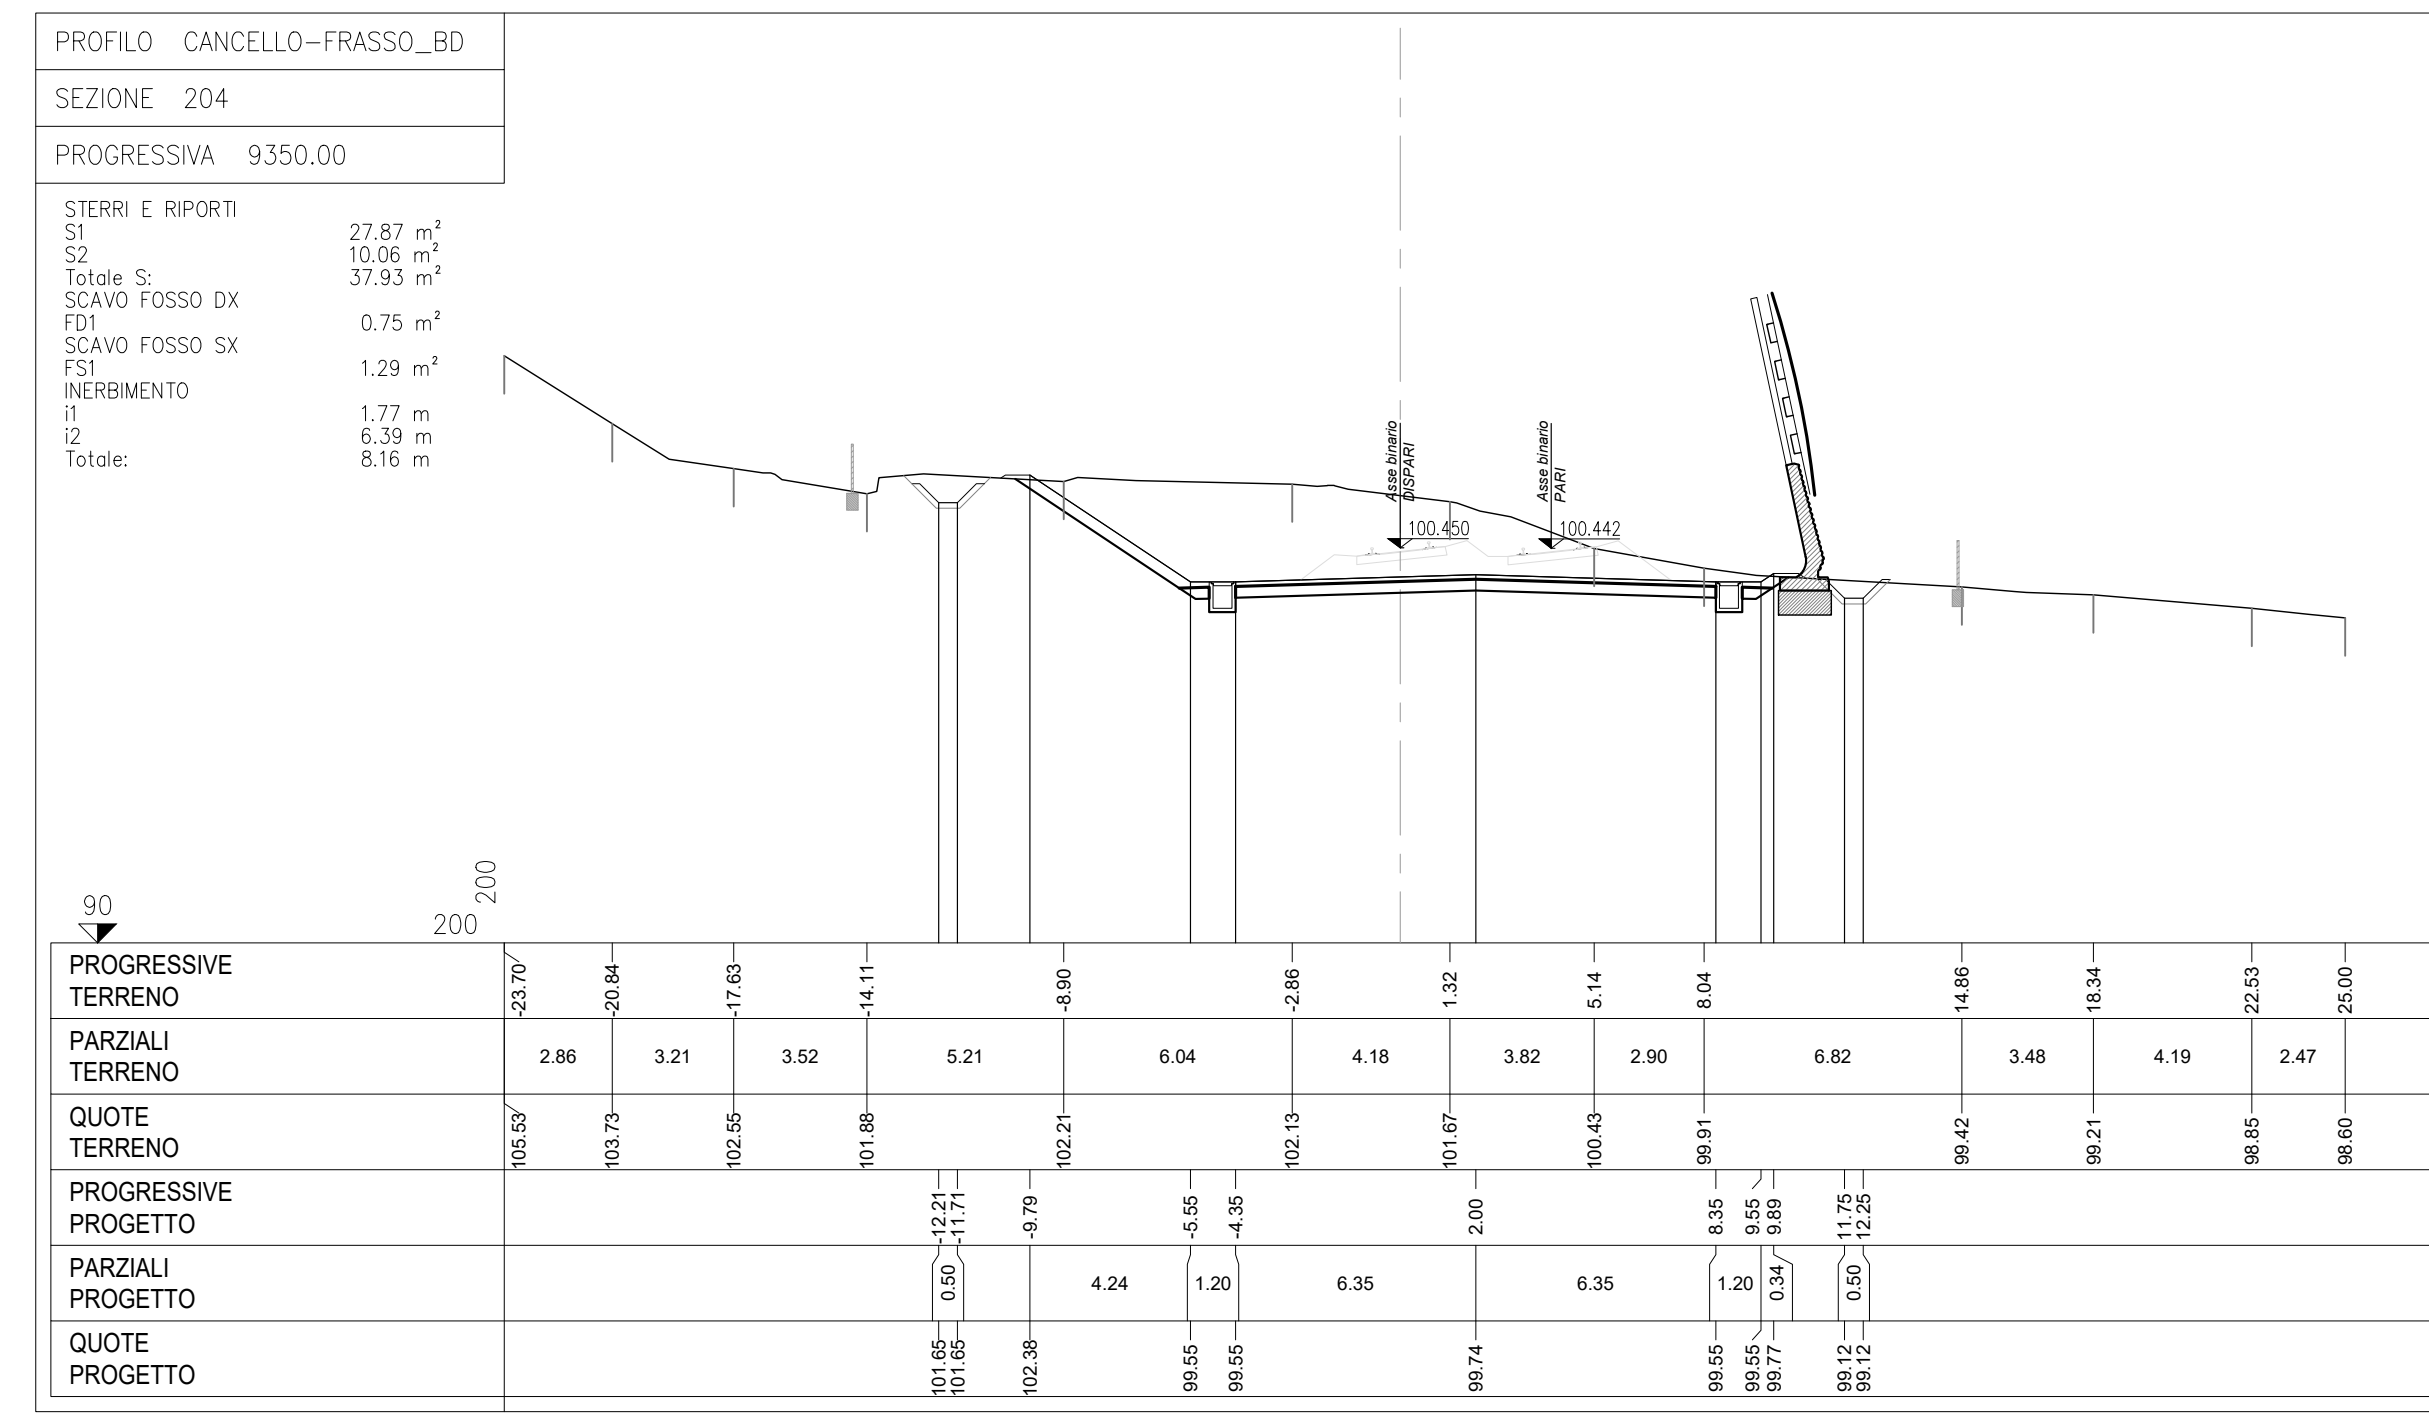 PROFILO CANCELLO-FRASSO_BD
SEZIONE 204
PROGRESSIVA 9350.00
STERRI E RIPORTI
S1 27.87 m²
S2 10.06 m²
Totale S: 37.93 m²
SCAVO FOSSO DX
FD1 0.75 m²
SCAVO FOSSO SX
FS1 1.29 m²
INERBIMENTO
i1 1.77 m
i2 6.39 m
Totale: 8.16 m
Asse binario
DISPARI
100.450
Asse binario
PARI
100.442
90
200
200
PROGRESSIVE
TERRENO
-23.70 -20.84 -17.63 -14.11 -8.90 -2.86 1.32 5.14 8.04 14.86 18.34 22.53 25.00
PARZIALI
TERRENO
2.86 3.21 3.52 5.21 6.04 4.18 3.82 2.90 6.82 3.48 4.19 2.47
QUOTE
TERRENO
105.53 103.73 102.55 101.88 102.21 102.13 101.67 100.43 99.91 99.42 99.21 98.85 98.60
PROGRESSIVE
PROGETTO
-12.21 -11.71 -9.79 -5.55 -4.35 2.00 8.35 9.55 9.89 11.75 12.25
PARZIALI
PROGETTO
0.50 4.24 1.20 6.35 6.35 1.20 0.34 0.50
QUOTE
PROGETTO
101.65 101.65 102.38 99.55 99.55 99.74 99.55 99.55 99.77 99.12 99.12